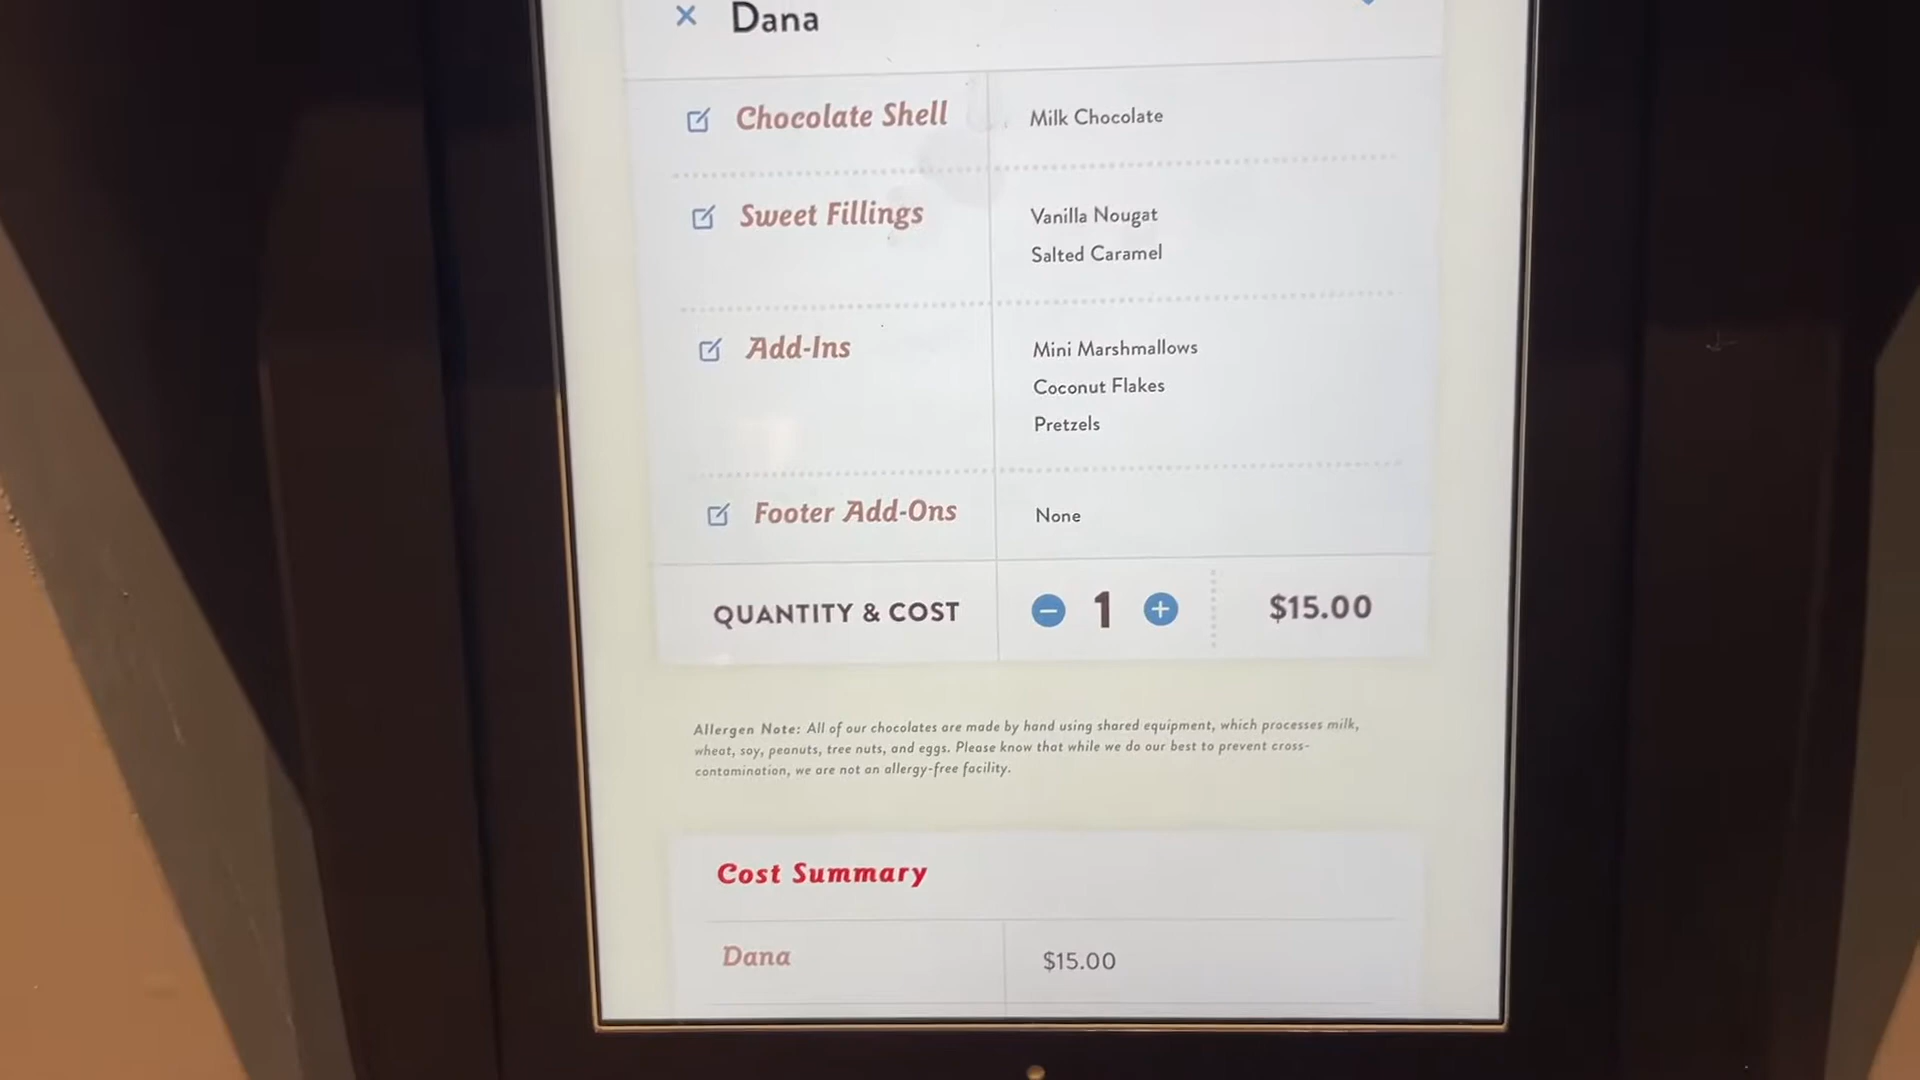 Dana
Chocolate Shell
Milk Chocolate
Sweet Fillings
Vanilla Nougat
Salted Caramel
Add-Ins
Mini Marshmallows
Coconut Flakes
Pretzels
Footer Add-Ons
None
QUANTITY & COST
1
$15.00
Allergen Note: All of our chocolates are made by hand using shared equipment, which processes milk,
wheat, soy, peanuts, tree nuts, and eggs. Please know that while we do our best to prevent cross-
contamination, we are not an allergy-free facility.
Cost Summary
Dana
$15.00